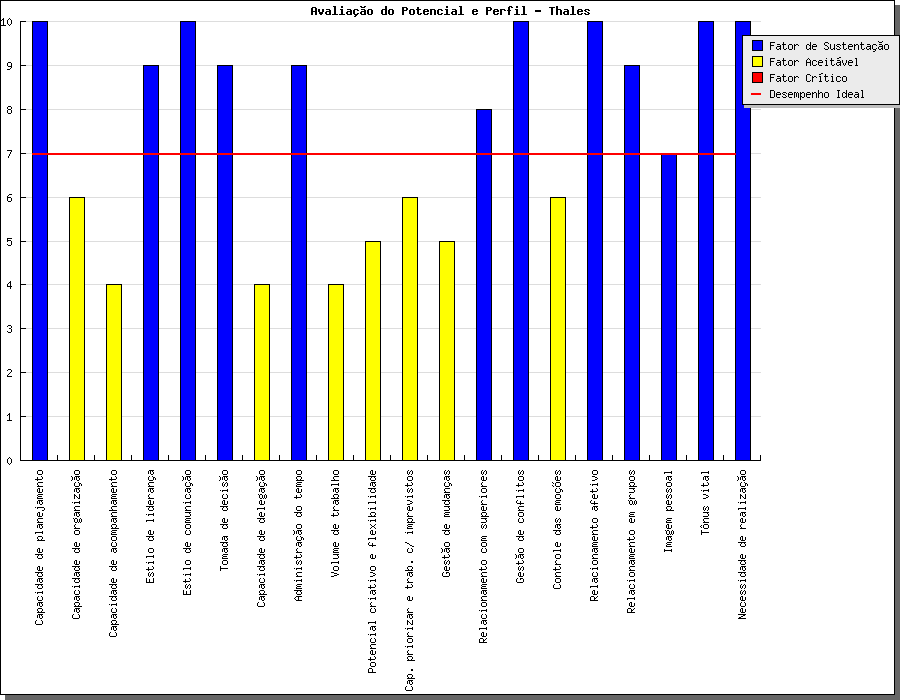 Avaliação do Potencial e Perfil - Thales
Fator de Sustentação
Fator Aceitável
Fator Crítico
Desempenho Ideal
10
9
8
7
6
5
4
3
2
1
0
Capacidade de planejamento
Capacidade de organização
Capacidade de acompanhamento
Estilo de liderança
Estilo de comunicação
Tomada de decisão
Capacidade de delegação
Administração do tempo
Volume de trabalho
Potencial criativo e flexibilidade
Cap. priorizar e trab. c/ imprevistos
Gestão de mudanças
Relacionamento com superiores
Gestão de conflitos
Controle das emoções
Relacionamento afetivo
Relacionamento em grupos
Imagem pessoal
Tônus vital
Necessidade de realização